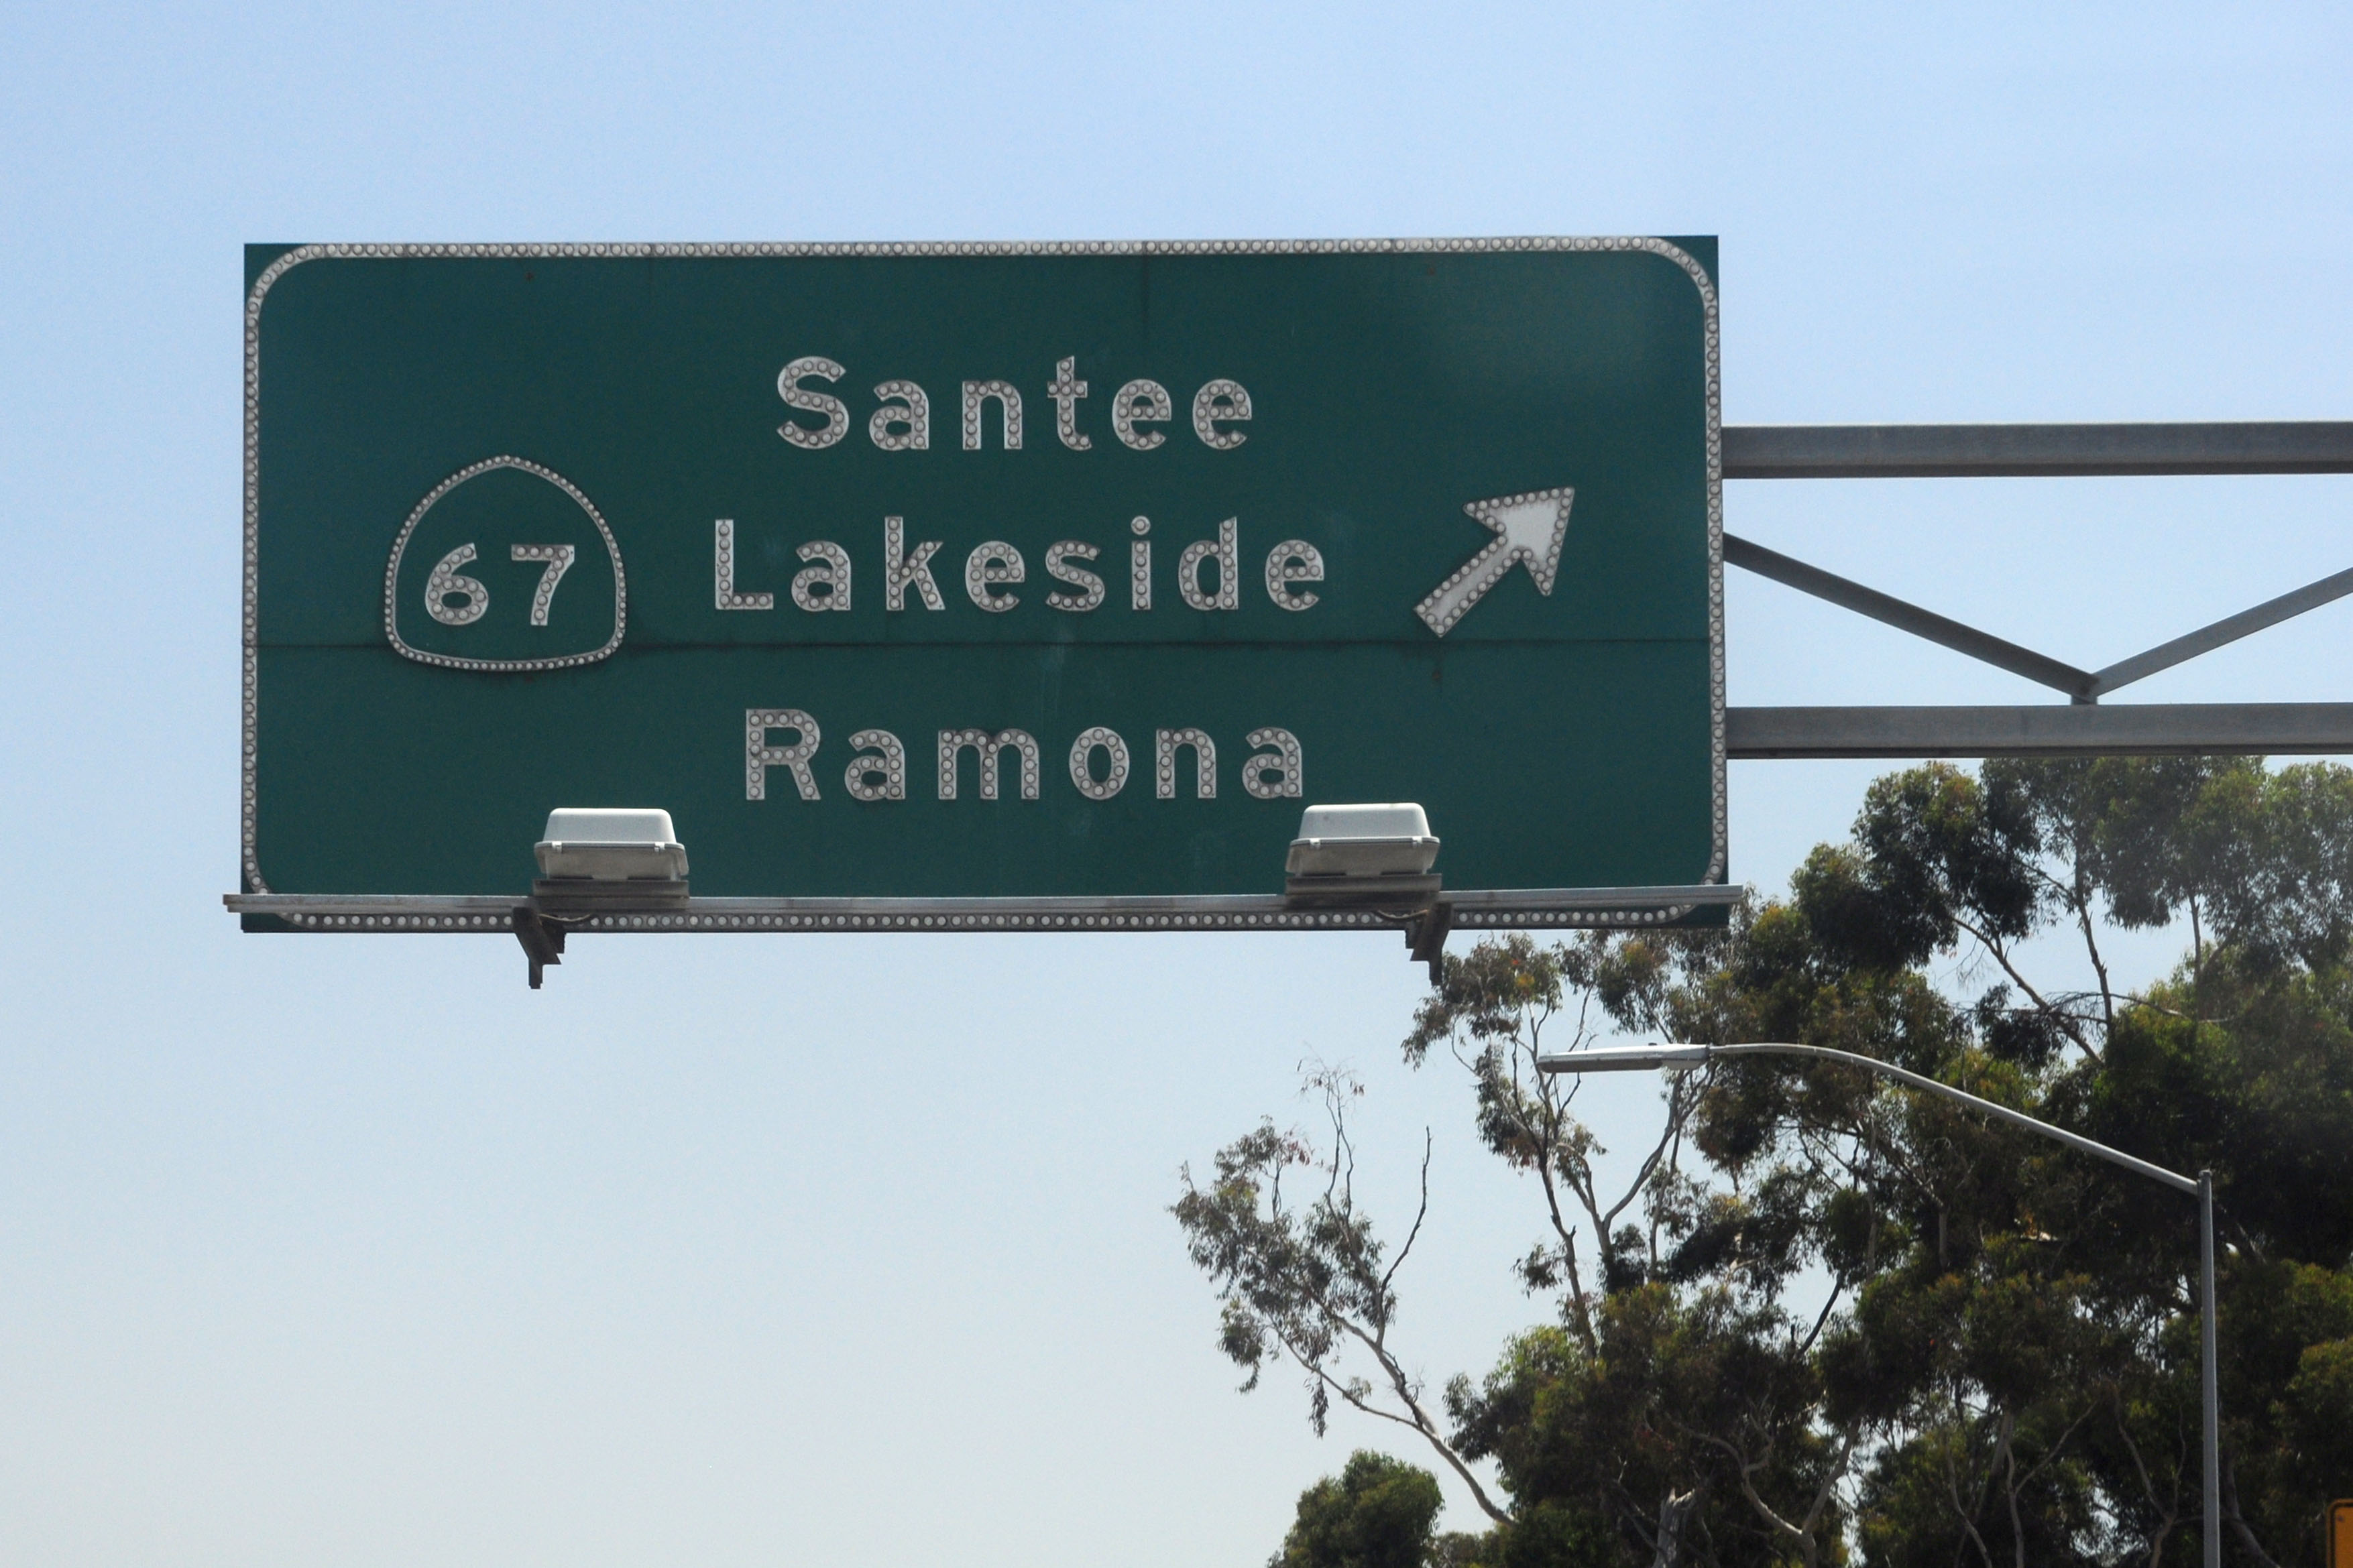 Santee
67 Lakeside
Ramona